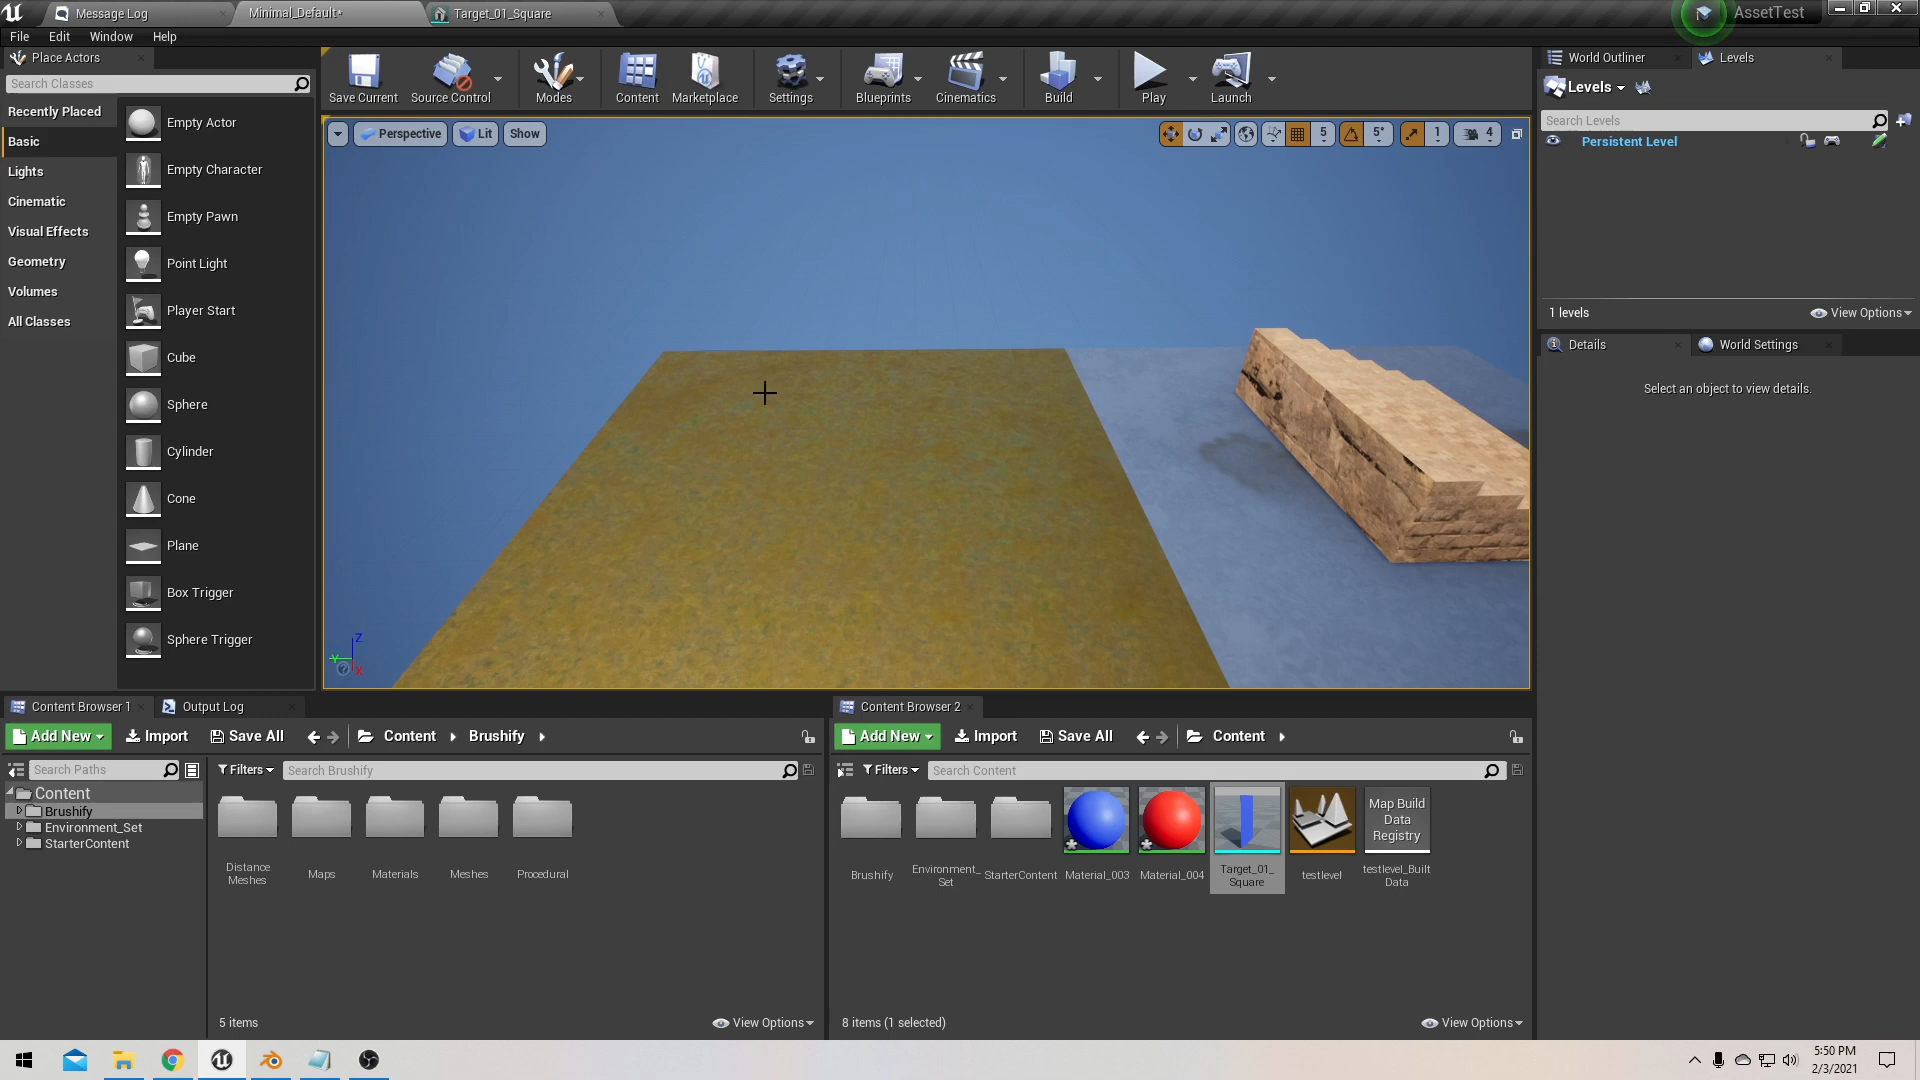 Message Log
Minimal_Default*
Target_01_Square
AssetTest
File Edit Window Help
Place Actors
Search Classes
Recently Placed
Basic
Lights
Cinematic
Visual Effects
Geometry
Volumes
All Classes
Empty Actor
Empty Character
Empty Pawn
Point Light
Player Start
Cube
Sphere
Cylinder
Cone
Plane
Box Trigger
Sphere Trigger
Save Current
Source Control
Modes
Content
Marketplace
Settings
Blueprints
Cinematics
Build
Play
Launch
Perspective
Lit
Show
5
5°
1
4
Z
Y
X
World Outliner
Levels
Levels
Search Levels
Persistent Level
1 levels
View Options
Details
World Settings
Select an object to view details.
Content Browser 1
Output Log
Add New
Import
Save All
Content
Brushify
Search Paths
Filters
Search Brushify
Content
Brushify
Environment_Set
StarterContent
Distance
Meshes
Maps
Materials
Meshes
Procedural
5 items
View Options
Content Browser 2
Add New
Import
Save All
Content
Filters
Search Content
Brushify
Environment_
Set
StarterContent
Material_003
Material_004
Target_01_
Square
testlevel
Map Build
Data
Registry
testlevel_Built
Data
8 items (1 selected)
View Options
5:50 PM
2/3/2021